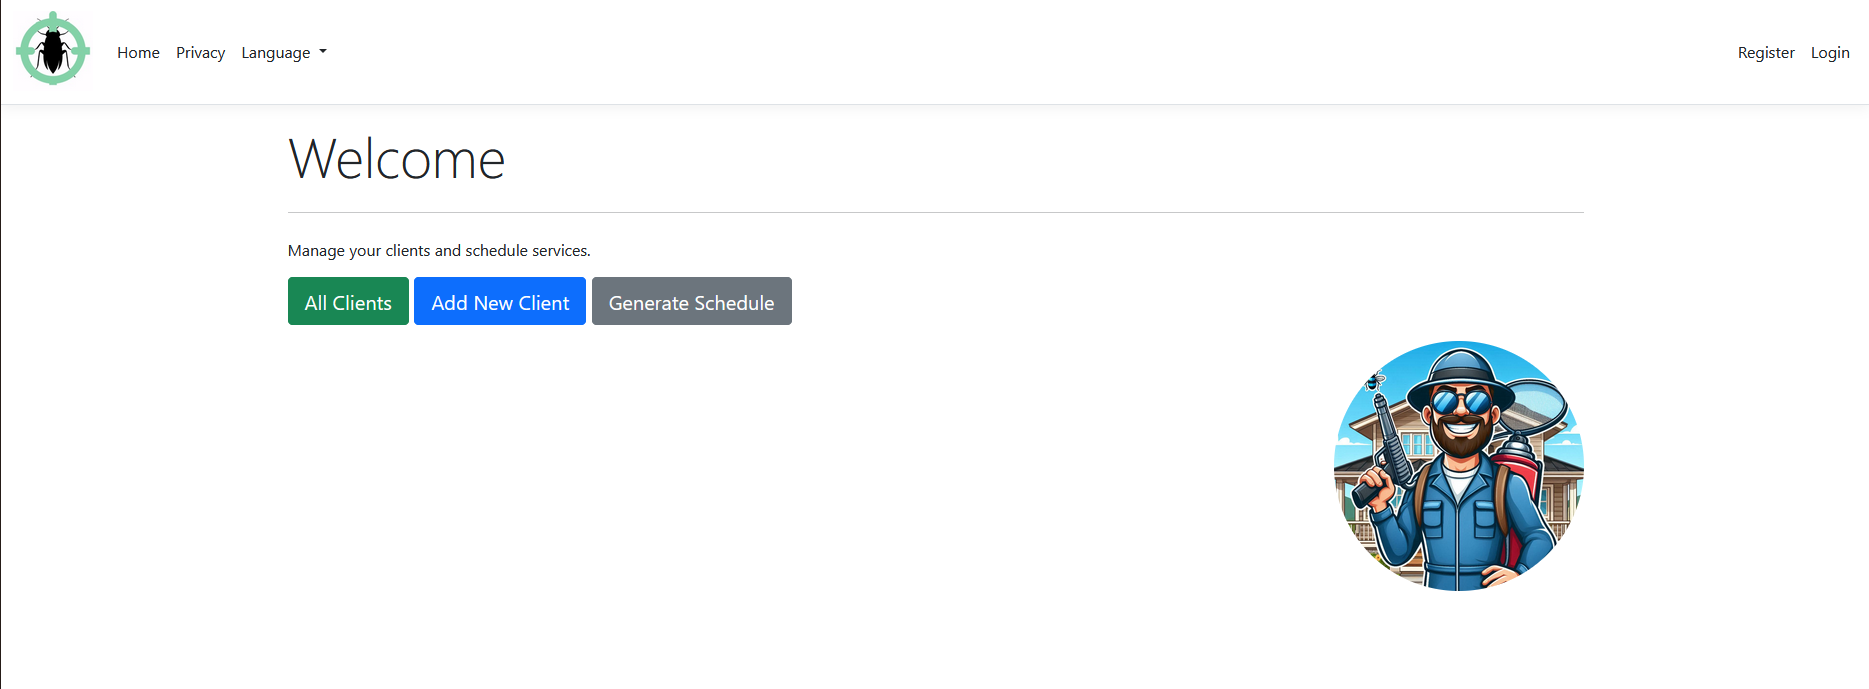 Home Privacy Language Register Login
Welcome
Manage your clients and schedule services.
All Clients Add New Client Generate Schedule